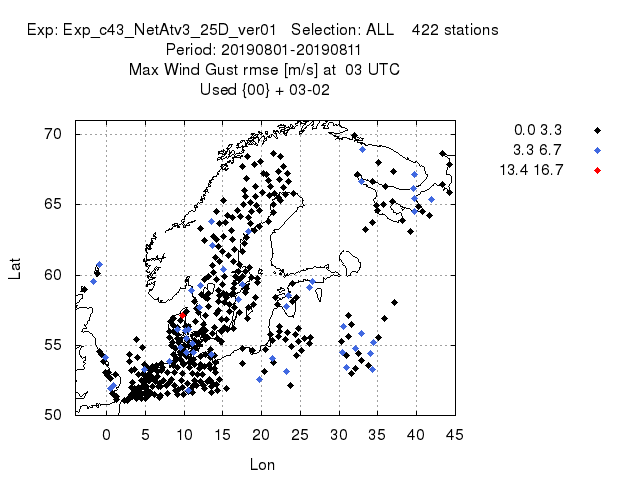 Exp: Exp_c43_NetAtv3_25D_ver01 Selection: ALL 422 stations
Period: 20190801-20190811
Max Wind Gust rmse [m/s] at 03 UTC
Used {00} + 03-02
0.0 3.3
3.3 6.7
13.4 16.7
70
65
60
55
50
Lat
0 5 10 15 20 25 30 35 40 45
Lon